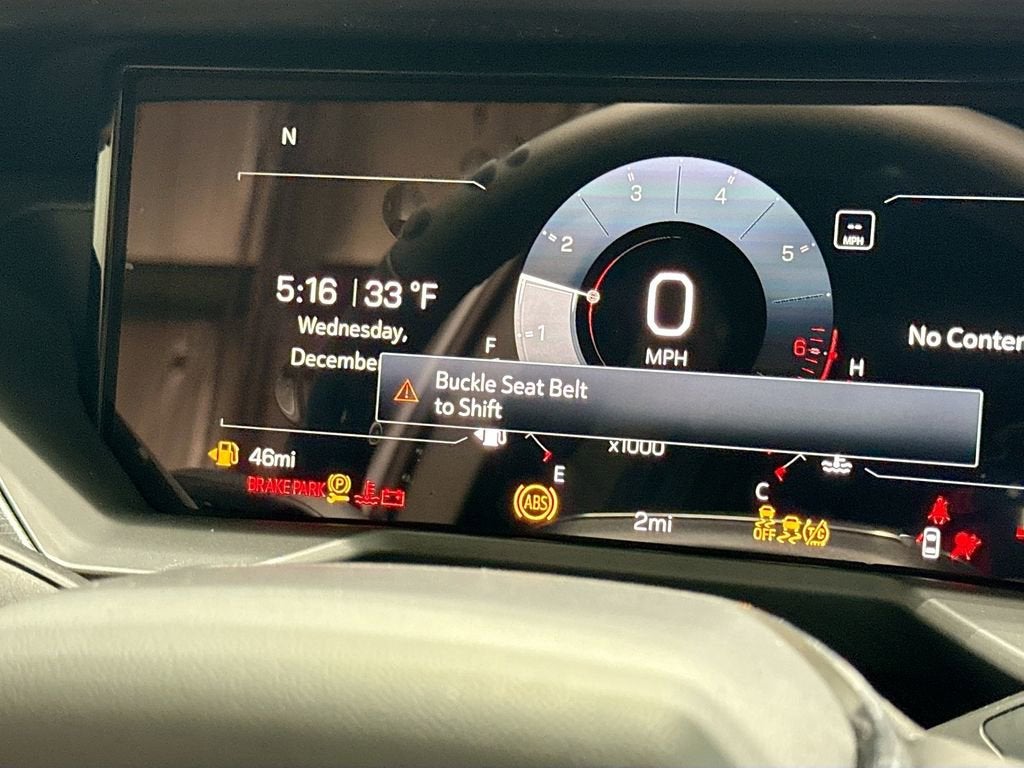 N
3
4
2
5
1
6
5:16 | 33 °F
Wednesday,
December
0
MPH
MPH
No Conten
F
H
Buckle Seat Belt
to Shift
46mi
x1000
E
C
BRAKE PARK
P
ABS
2mi
OFF
T/C